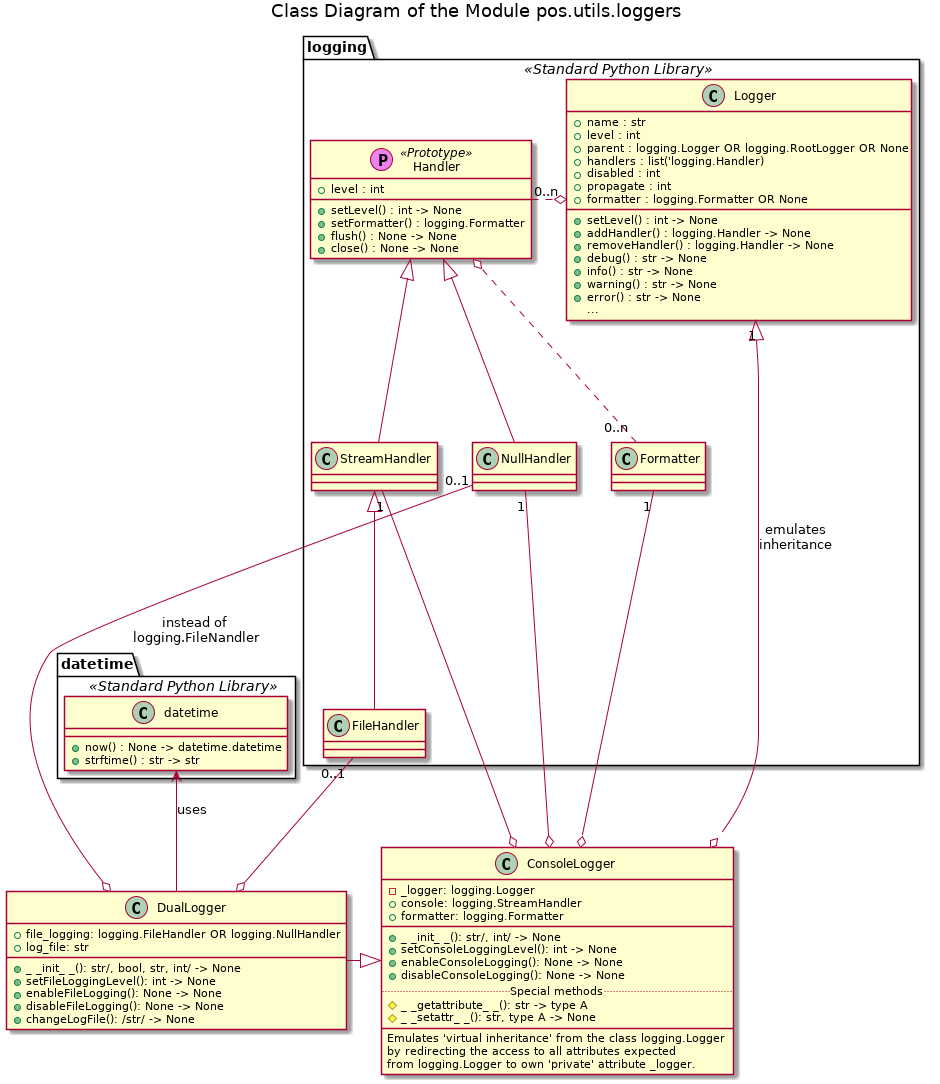 Class Diagram of the Module pos.utils.loggers
logging
«Standard Python Library»
C Logger
name : str
level : int
parent : logging.Logger OR logging.RootLogger OR None
handlers : list('logging.Handler)
disabled : int
propagate : int
formatter : logging.Formatter OR None
setLevel() : int -> None
addHandler() : logging.Handler -> None
removeHandler() : logging.Handler -> None
debug() : str -> None
info() : str -> None
warning() : str -> None
error() : str -> None
...
P «Prototype»
Handler
level : int
setLevel() : int -> None
setFormatter() : logging.Formatter
flush() : None -> None
close() : None -> None
0..n
1
0..n
C StreamHandler
C NullHandler
C Formatter
0..1
1
1
1
emulates
inheritance
instead of
logging.FileNandler
datetime
«Standard Python Library»
C datetime
now() : None -> datetime.datetime
strftime() : str -> str
C FileHandler
0..1
uses
C DualLogger
file_logging: logging.FileHandler OR logging.NullHandler
log_file: str
_ _init_ _(): str/, bool, str, int/ -> None
setFileLoggingLevel(): int -> None
enableFileLogging(): None -> None
disableFileLogging(): None -> None
changeLogFile(): /str/ -> None
C ConsoleLogger
_logger: logging.Logger
console: logging.StreamHandler
formatter: logging.Formatter
_ _init_ _(): str/, int/ -> None
setConsoleLoggingLevel(): int -> None
enableConsoleLogging(): None -> None
disableConsoleLogging(): None -> None
Special methods
_ _getattribute_ _(): str -> type A
_ _setattr_ _(): str, type A -> None
Emulates 'virtual inheritance' from the class logging.Logger
by redirecting the access to all attributes expected
from logging.Logger to own 'private' attribute _logger.